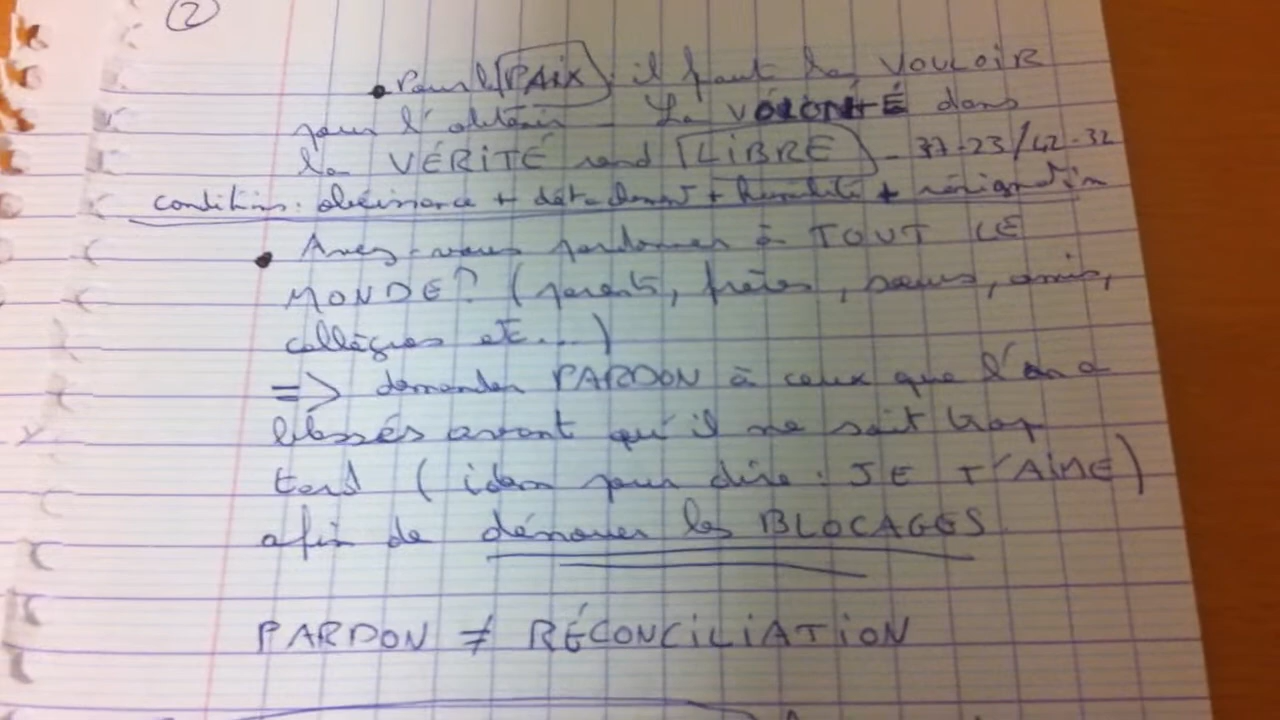 ②
• Pour la PAIX, il faut la VOULOIR
pour l'obtenir - La VOLONTÉ dans
la VÉRITÉ rend LIBRE - 37-23/42-32
conditions: obéissance + détachement + humilité + résignation
• Avez-vous pardonner à TOUT LE
MONDE? (parents, frères, sœurs, amis,
collègues etc...)
=> demander PARDON à ceux que l'on a
blessés avant qu'il ne soit trop
tard (idem pour dire: JE T'AIME)
afin de dénouer les BLOCAGES
PARDON ≠ RÉCONCILIATION